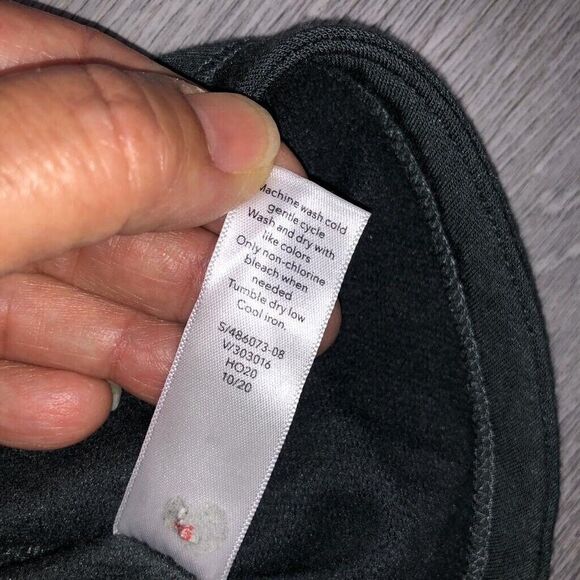 Machine wash cold
gentle cycle
Wash and dry with
like colors
Only non-chlorine
bleach when
needed
Tumble dry low
Cool iron.
S/486073-08
V/303016
HO20
10/20